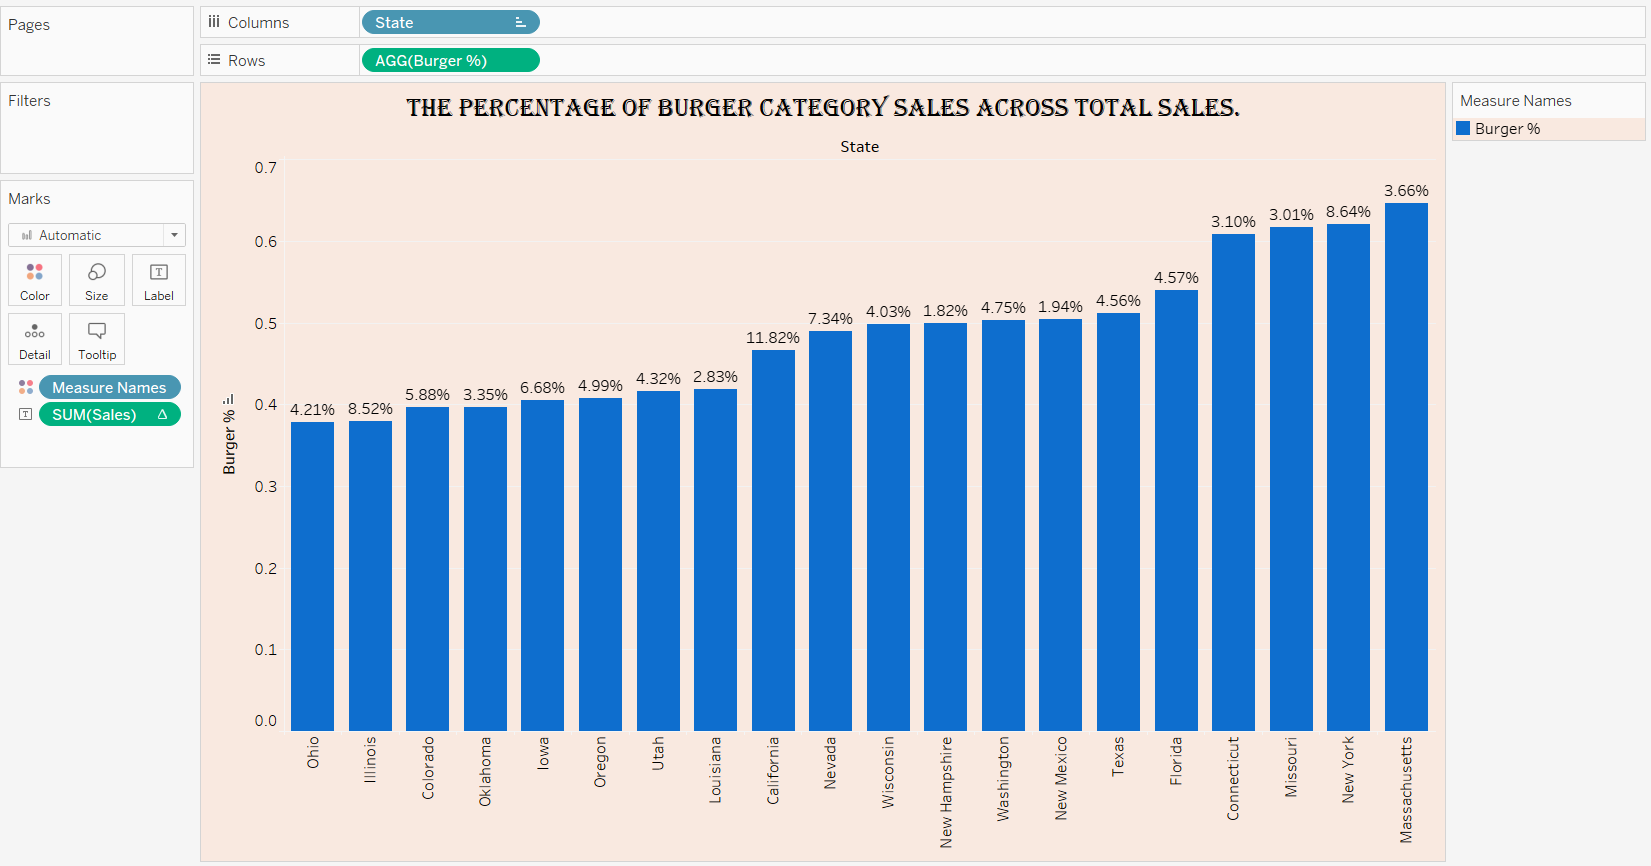 Pages
Columns
State
Rows
AGG(Burger %)
Filters
Marks
Automatic
Color
Size
Label
Detail
Tooltip
Measure Names
SUM(Sales) Δ
THE PERCENTAGE OF BURGER CATEGORY SALES ACROSS TOTAL SALES.
State
Burger %
0.7
0.6
0.5
0.4
0.3
0.2
0.1
0.0
4.21%
8.52%
5.88%
3.35%
6.68%
4.99%
4.32%
2.83%
11.82%
7.34%
4.03%
1.82%
4.75%
1.94%
4.56%
4.57%
3.10%
3.01%
8.64%
3.66%
Ohio
Illinois
Colorado
Oklahoma
Iowa
Oregon
Utah
Louisiana
California
Nevada
Wisconsin
New Hampshire
Washington
New Mexico
Texas
Florida
Connecticut
Missouri
New York
Massachusetts
Measure Names
Burger %